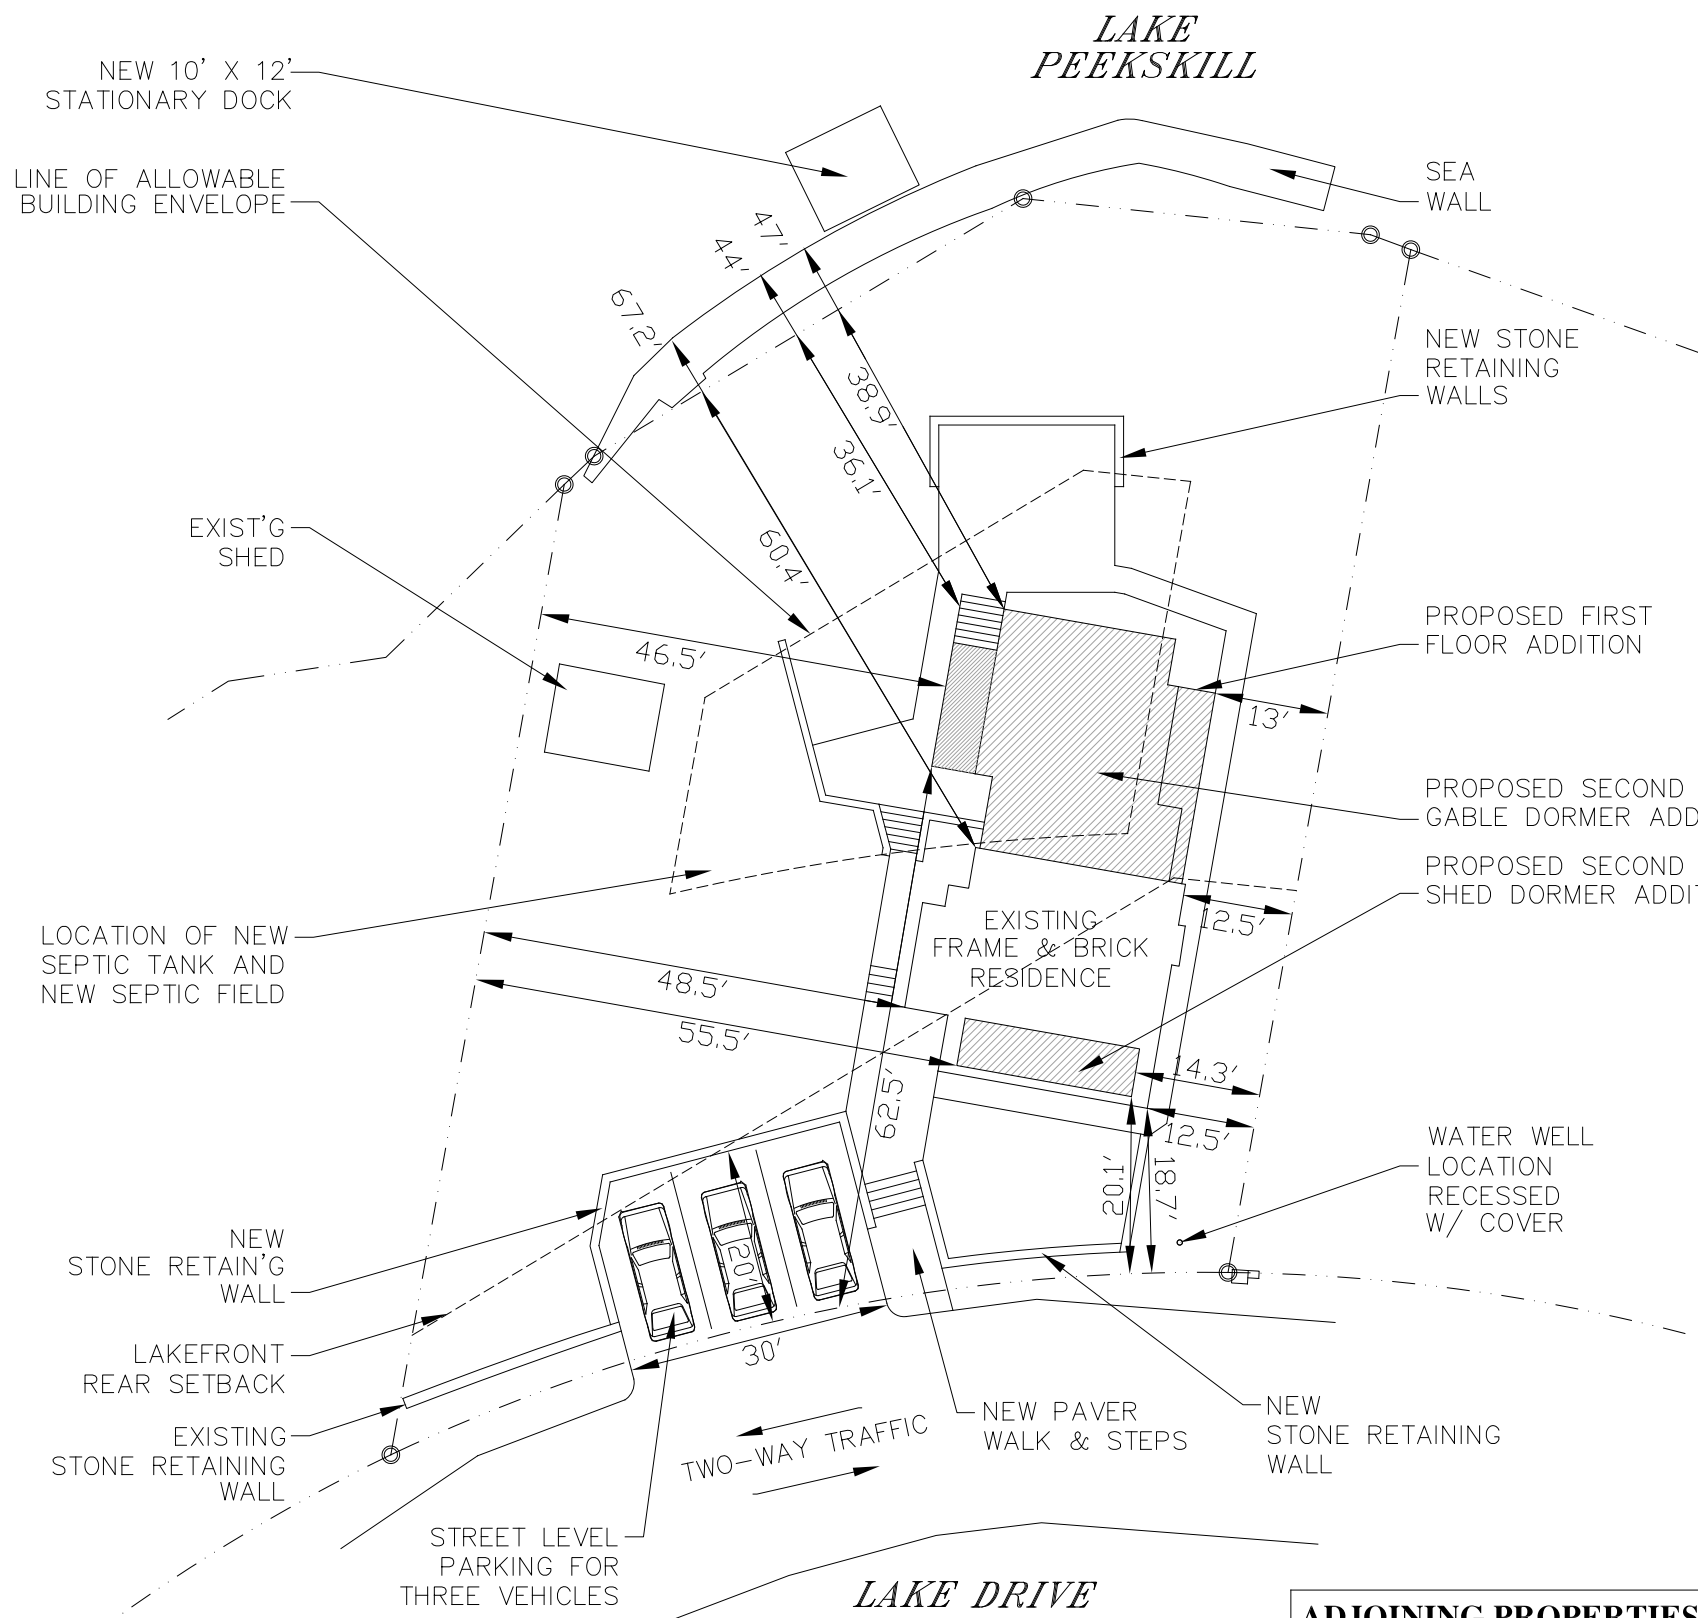 LAKE
PEEKSKILL
NEW 10' X 12'
STATIONARY DOCK
LINE OF ALLOWABLE
BUILDING ENVELOPE
SEA
WALL
47'
44'
67.2'
NEW STONE
RETAINING
WALLS
38.9'
36.1'
60.4'
EXIST'G
SHED
46.5'
PROPOSED FIRST
FLOOR ADDITION
13'
PROPOSED SECOND
GABLE DORMER ADD
PROPOSED SECOND
SHED DORMER ADDI
12.5'
EXISTING
FRAME & BRICK
RESIDENCE
LOCATION OF NEW
SEPTIC TANK AND
NEW SEPTIC FIELD
48.5'
55.5'
62.5'
14.3'
12.5'
20.1'
18.7'
WATER WELL
LOCATION
RECESSED
W/ COVER
NEW
STONE RETAIN'G
WALL
20'
30'
LAKEFRONT
REAR SETBACK
EXISTING
STONE RETAINING
WALL
TWO-WAY TRAFFIC
NEW PAVER
WALK & STEPS
NEW
STONE RETAINING
WALL
STREET LEVEL
PARKING FOR
THREE VEHICLES
LAKE DRIVE
ADJOINING PROPERTIES